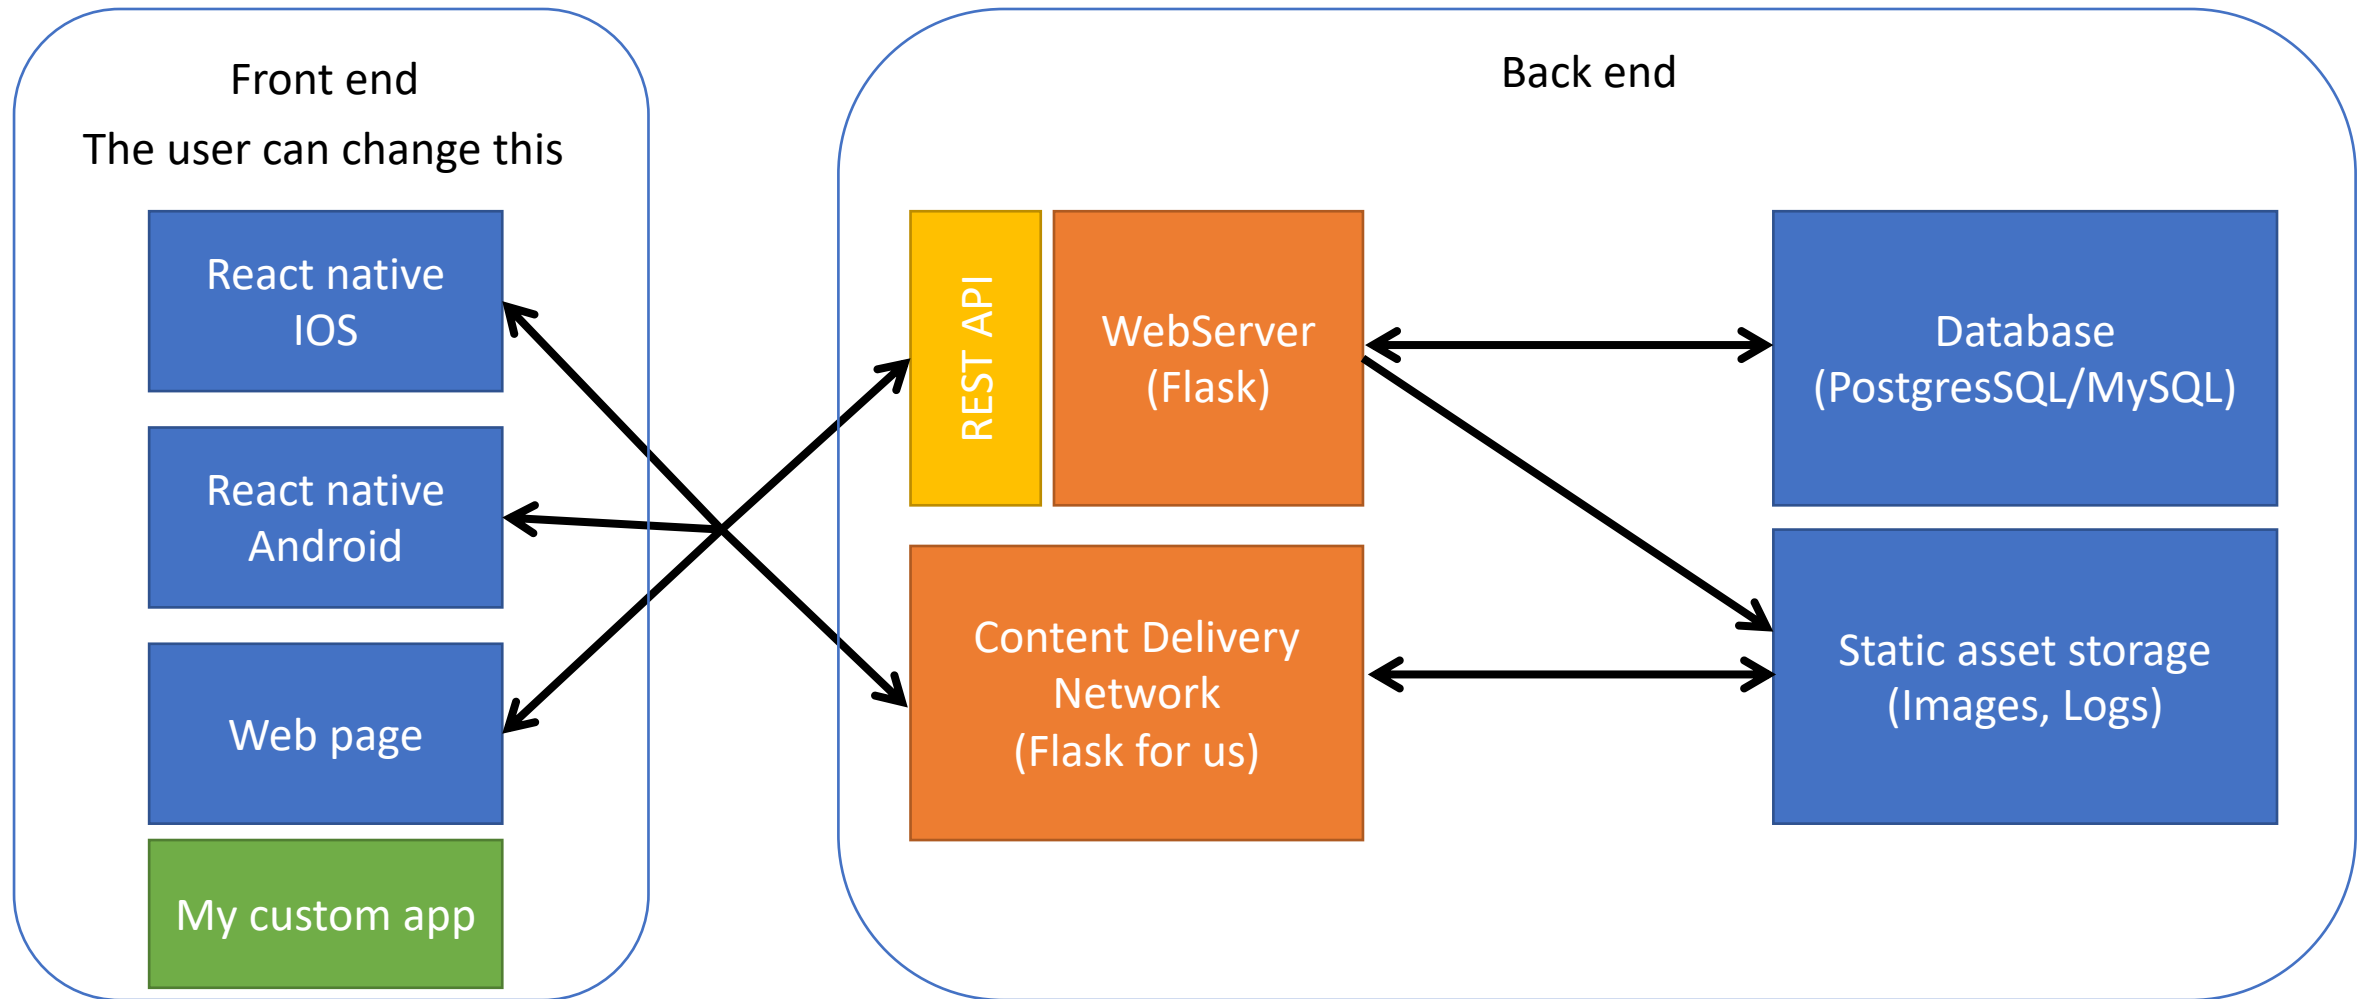 Front end
The user can change this
React native
IOS
React native
Android
Web page
My custom app
Back end
REST API
WebServer
(Flask)
Content Delivery
Network
(Flask for us)
Database
(PostgresSQL/MySQL)
Static asset storage
(Images, Logs)